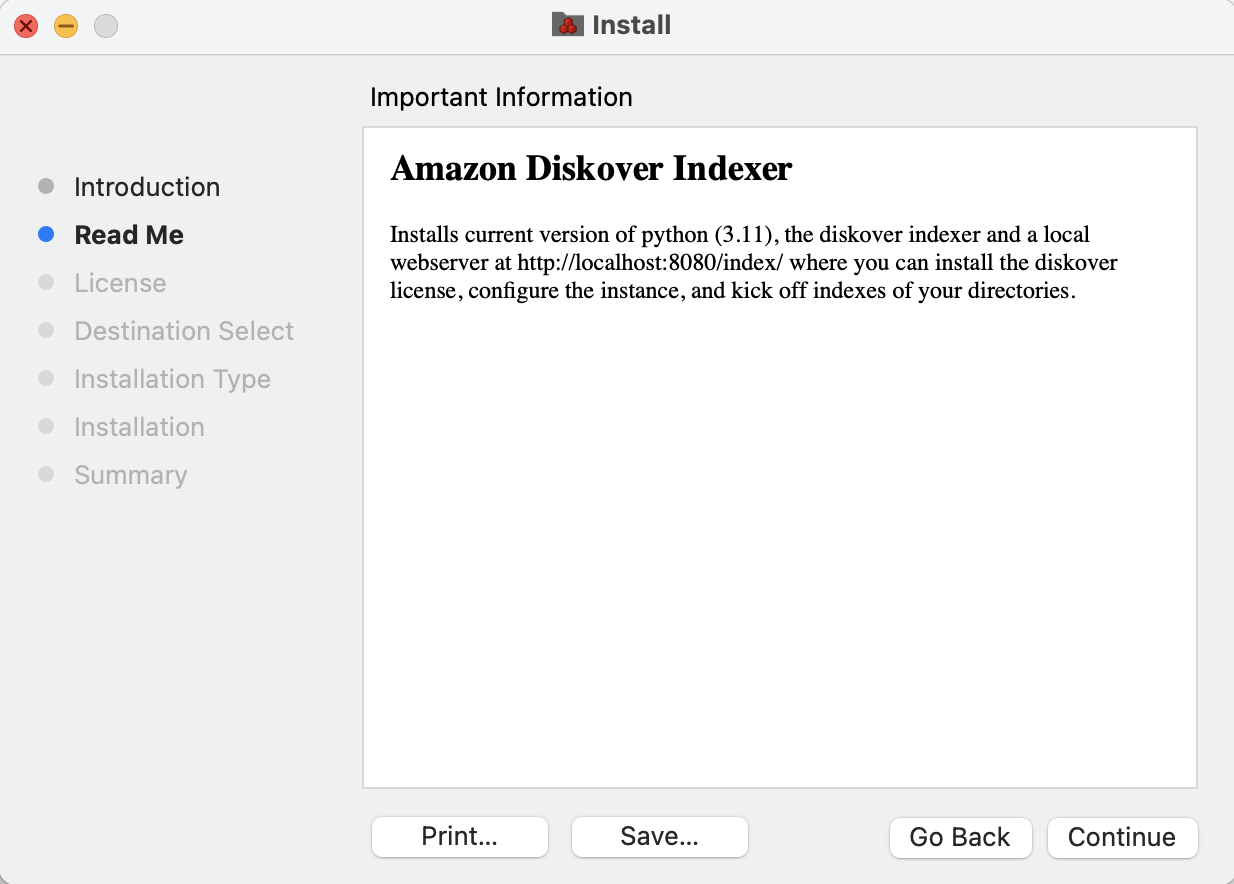 Install
Important Information
Introduction
Read Me
License
Destination Select
Installation Type
Installation
Summary
Amazon Diskover Indexer
Installs current version of python (3.11), the diskover indexer and a local
webserver at http://localhost:8080/index/ where you can install the diskover
license, configure the instance, and kick off indexes of your directories.
Print...
Save...
Go Back
Continue